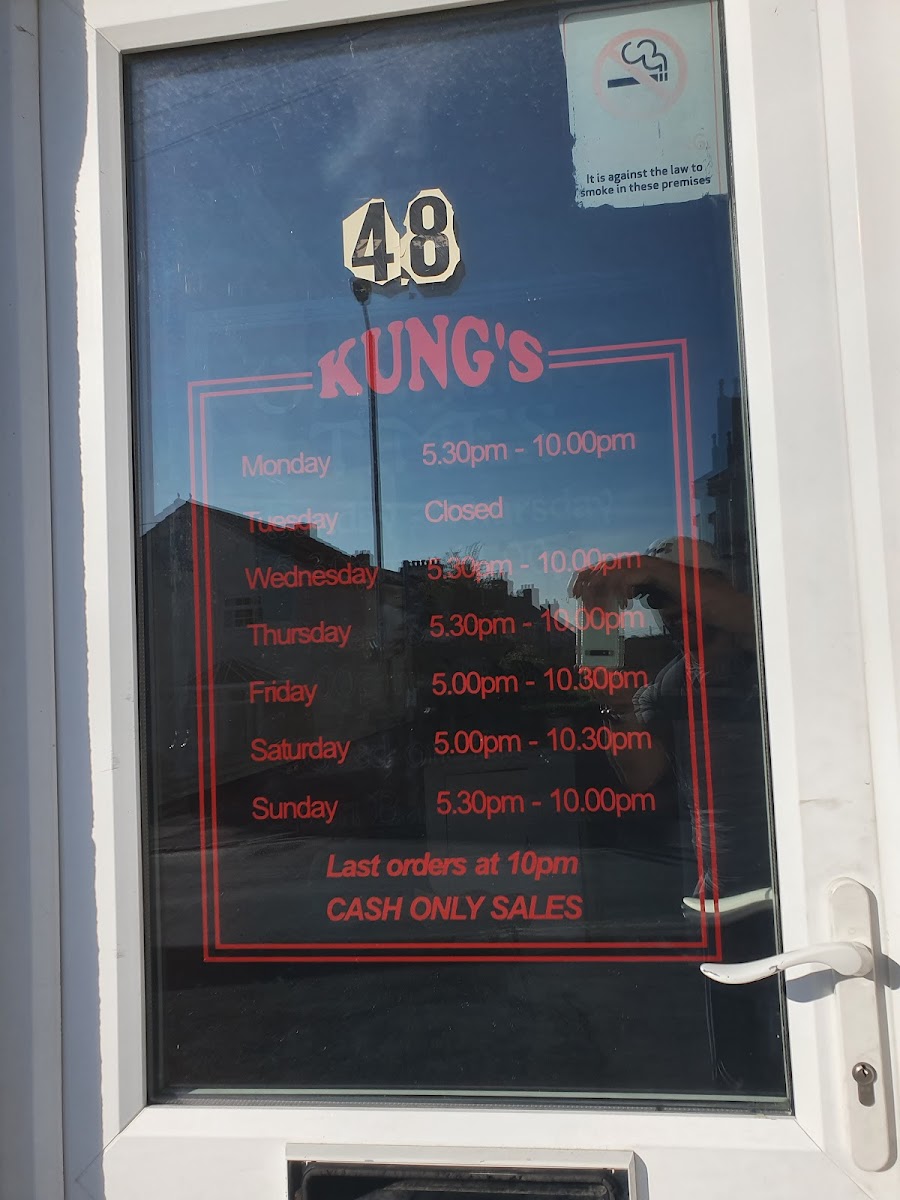 It is against the law to
smoke in these premises
48
KUNG'S
Monday 5.30pm - 10.00pm
Tuesday Closed
Wednesday 5.30pm - 10.00pm
Thursday 5.30pm - 10.00pm
Friday 5.00pm - 10.30pm
Saturday 5.00pm - 10.30pm
Sunday 5.30pm - 10.00pm
Last orders at 10pm
CASH ONLY SALES